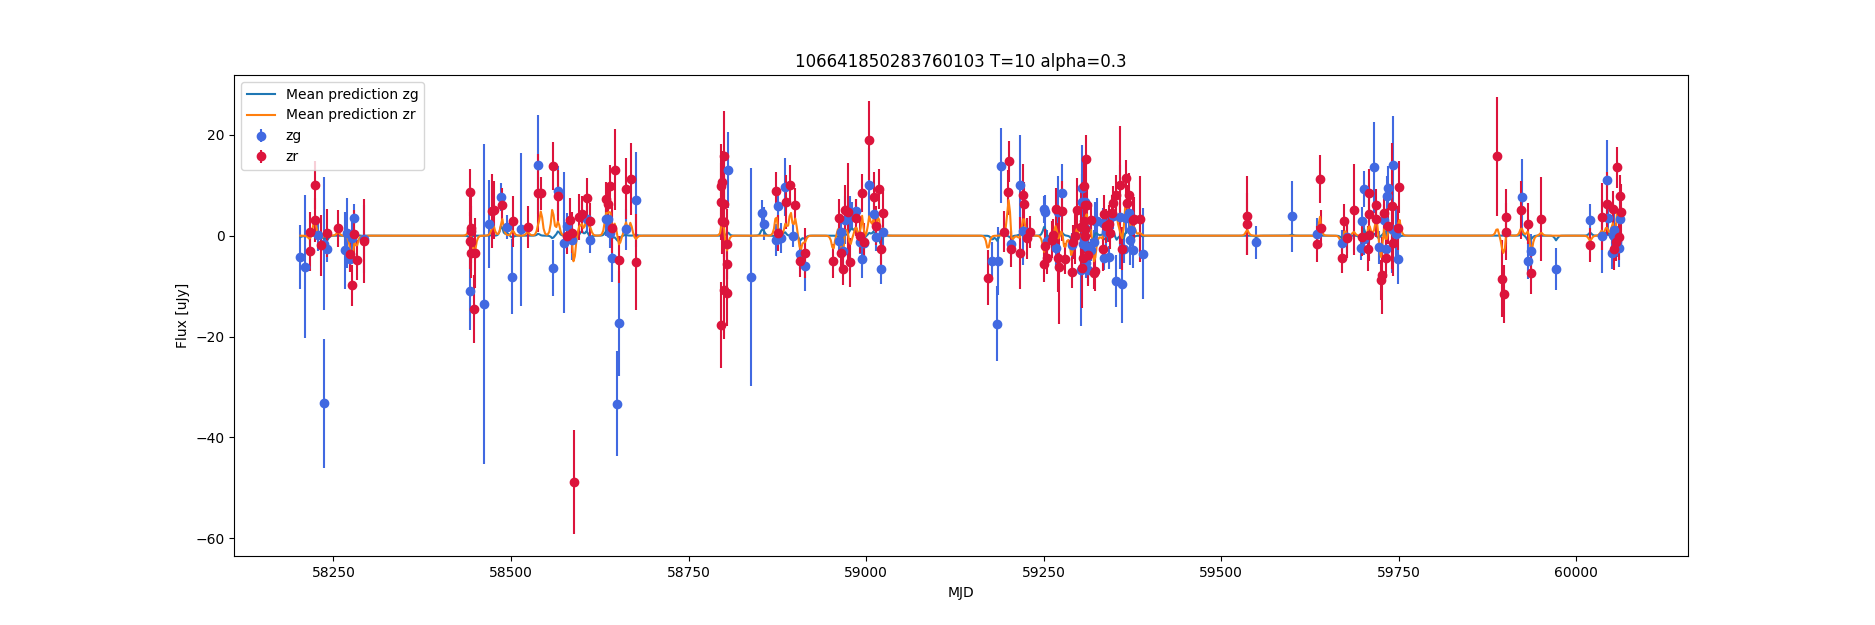 106641850283760103 T=10 alpha=0.3
Mean prediction zg
Mean prediction zr
zg
zr
Flux [uJy]
20
0
−20
−40
−60
58250 58500 58750 59000 59250 59500 59750 60000
MJD